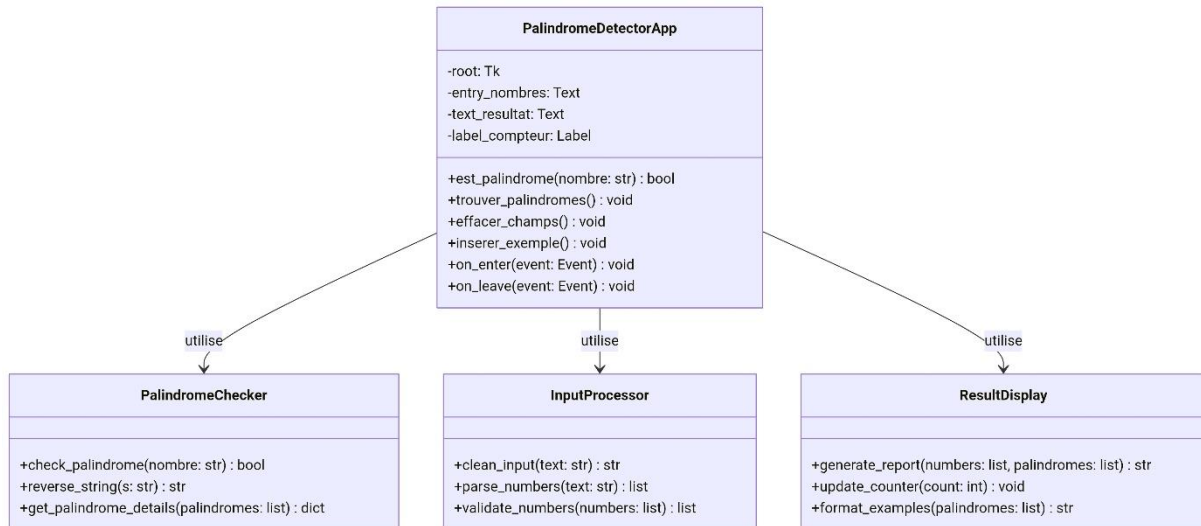 PalindromeDetectorApp
-root: Tk
-entry_nombres: Text
-text_resultat: Text
-label_compteur: Label
+est_palindrome(nombre: str) : bool
+trouver_palindromes() : void
+effacer_champs() : void
+inserer_exemple() : void
+on_enter(event: Event) : void
+on_leave(event: Event) : void
utilise
utilise
utilise
PalindromeChecker
+check_palindrome(nombre: str) : bool
+reverse_string(s: str) : str
+get_palindrome_details(palindromes: list) : dict
InputProcessor
+clean_input(text: str) : str
+parse_numbers(text: str) : list
+validate_numbers(numbers: list) : list
ResultDisplay
+generate_report(numbers: list, palindromes: list) : str
+update_counter(count: int) : void
+format_examples(palindromes: list) : str